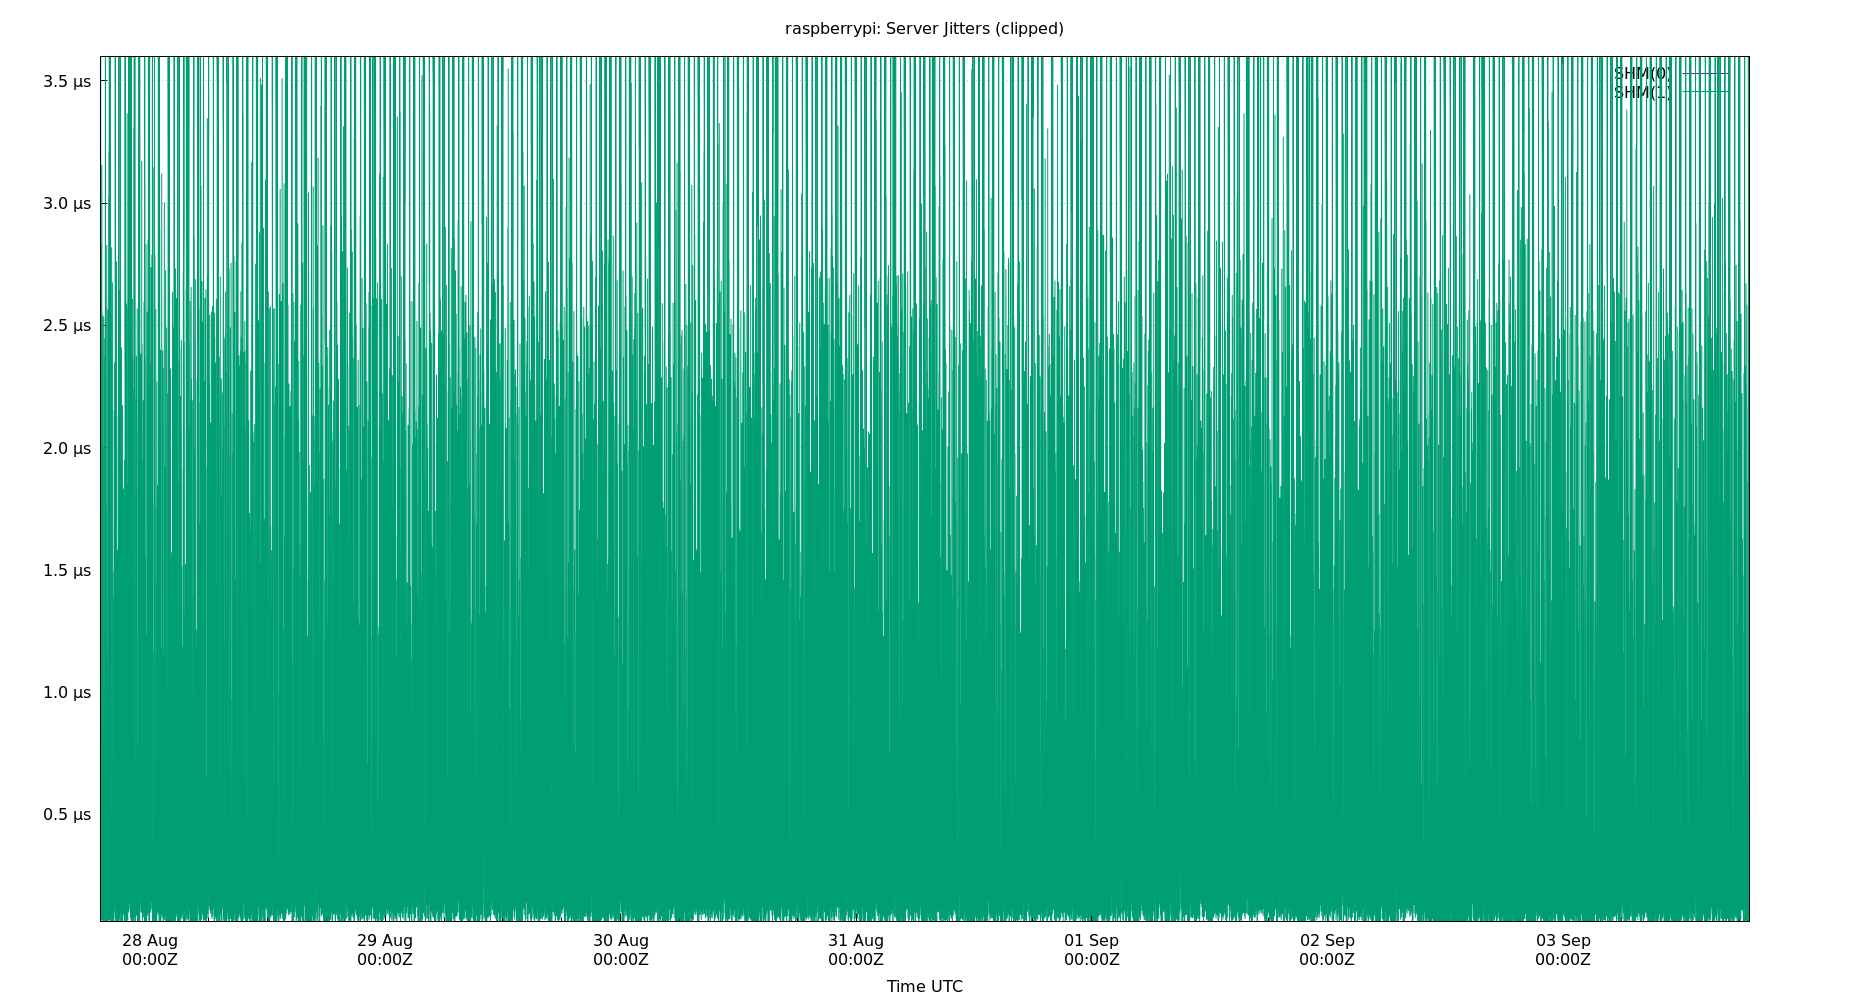 raspberrypi: Server Jitters (clipped)
SHM(0)
SHM(1)
3.5 µs
3.0 µs
2.5 µs
2.0 µs
1.5 µs
1.0 µs
0.5 µs
28 Aug
00:00Z
29 Aug
00:00Z
30 Aug
00:00Z
31 Aug
00:00Z
01 Sep
00:00Z
02 Sep
00:00Z
03 Sep
00:00Z
Time UTC